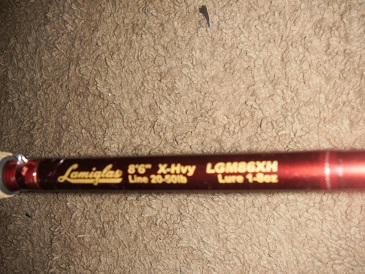 Lamiglas 8'6" X-Hvy LGM86XH
Line 20-50lb Lure 1-8oz